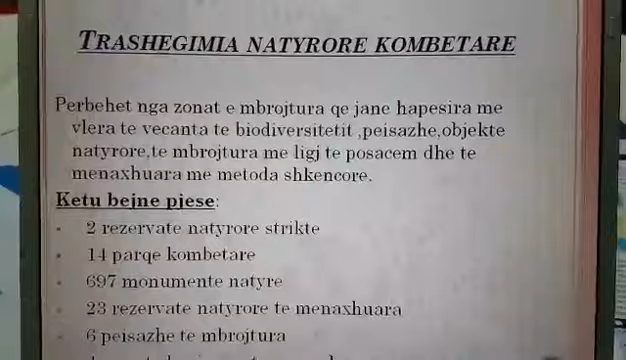 TRASHEGIMIA NATYRORE KOMBETARE
Perbehet nga zonat e mbrojtura qe jane hapesira me
vlera te vecanta te biodiversitetit ,peisazhe,objekte
natyrore,te mbrojtura me ligj te posacem dhe te
menaxhuara me metoda shkencore.
Ketu bejne pjese:
- 2 rezervate natyrore strikte
- 14 parqe kombetare
- 697 monumente natyre
- 23 rezervate natyrore te menaxhuara
- 6 peisazhe te mbrojtura